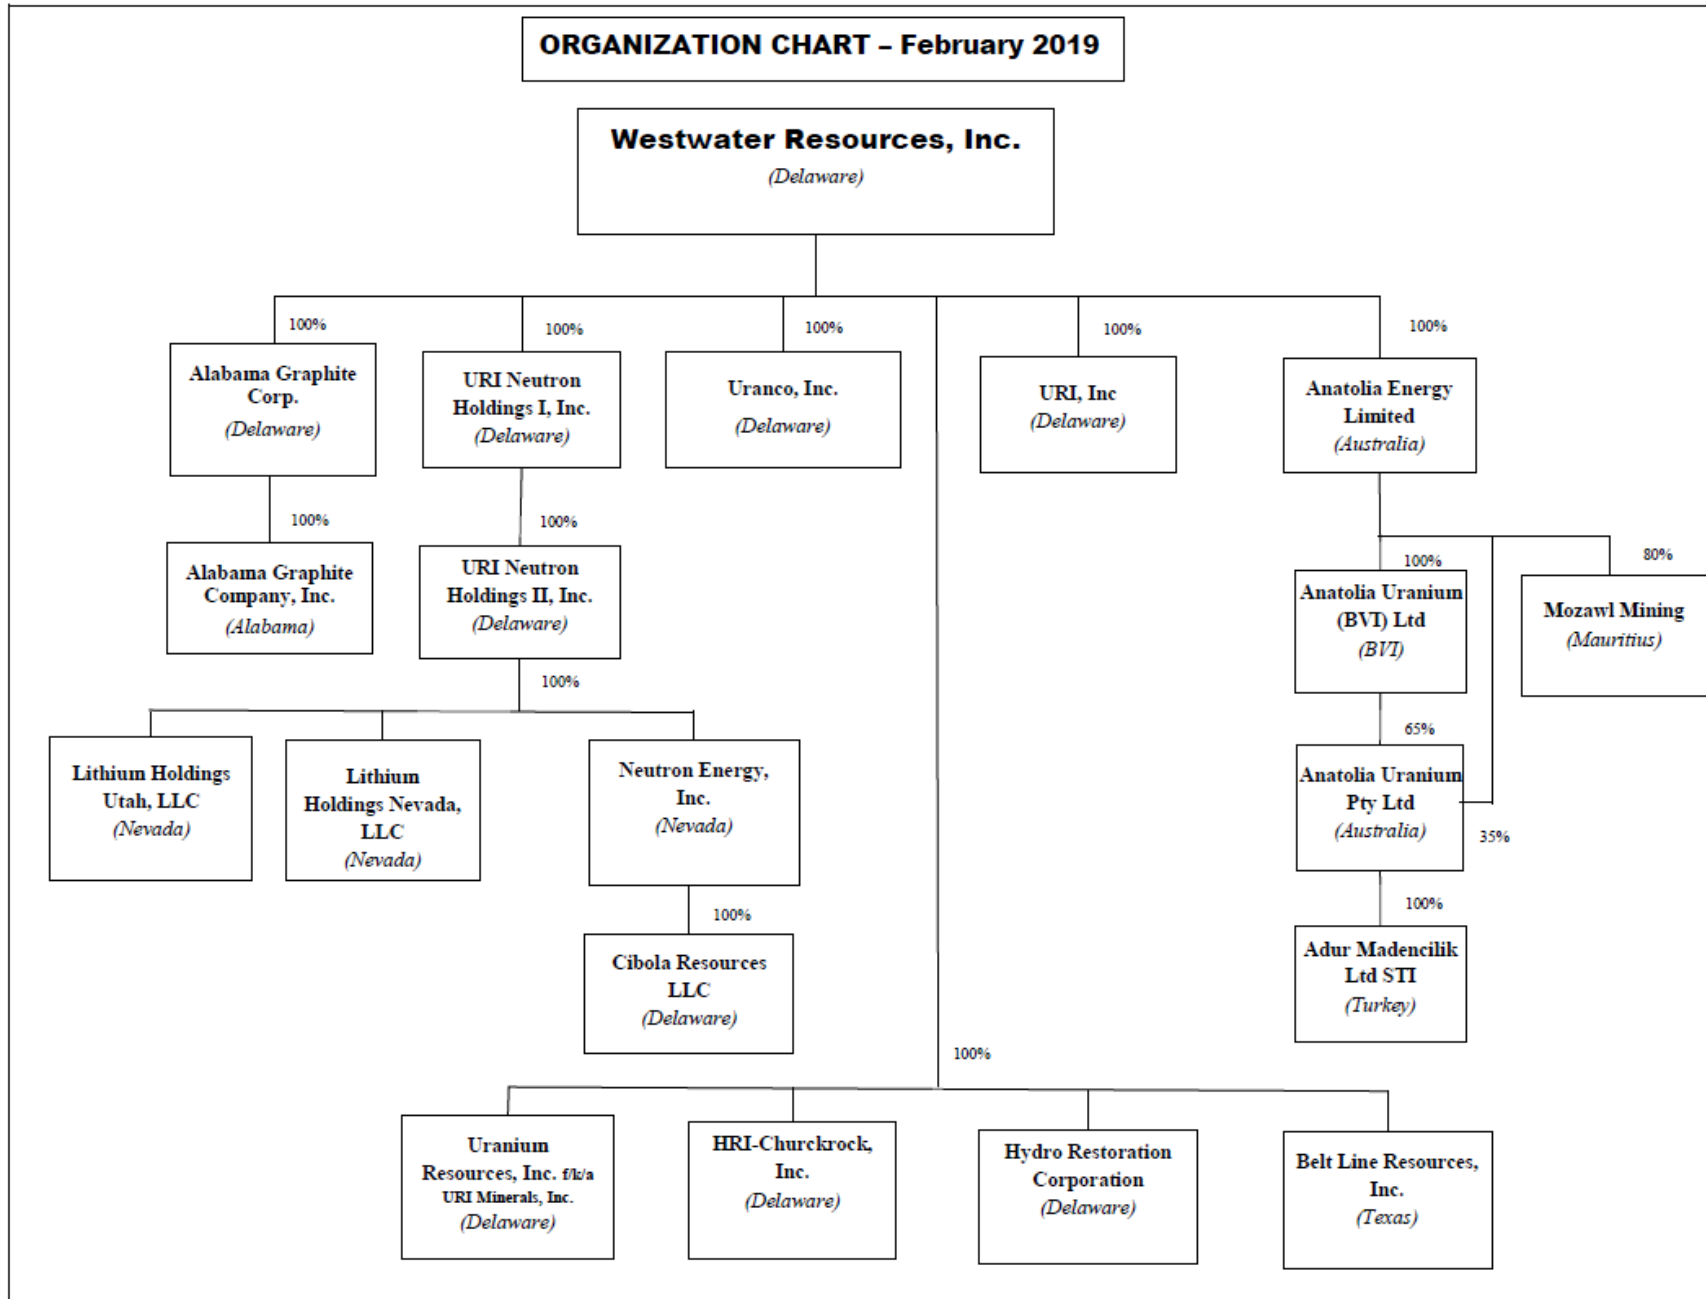 ORGANIZATION CHART – February 2019
Westwater Resources, Inc.
(Delaware)
100%
100%
100%
100%
100%
Alabama Graphite
Corp.
(Delaware)
URI Neutron
Holdings I, Inc.
(Delaware)
Uranco, Inc.
(Delaware)
URI, Inc
(Delaware)
Anatolia Energy
Limited
(Australia)
100%
100%
100%
80%
Alabama Graphite
Company, Inc.
(Alabama)
URI Neutron
Holdings II, Inc.
(Delaware)
Anatolia Uranium
(BVI) Ltd
(BVI)
Mozawl Mining
(Mauritius)
100%
65%
Lithium Holdings
Utah, LLC
(Nevada)
Lithium
Holdings Nevada,
LLC
(Nevada)
Neutron Energy,
Inc.
(Nevada)
Anatolia Uranium
Pty Ltd
(Australia)
35%
100%
100%
Cibola Resources
LLC
(Delaware)
Adur Madencilik
Ltd STI
(Turkey)
100%
Uranium
Resources, Inc. f/k/a
URI Minerals, Inc.
(Delaware)
HRI-Churckrock,
Inc.
(Delaware)
Hydro Restoration
Corporation
(Delaware)
Belt Line Resources,
Inc.
(Texas)